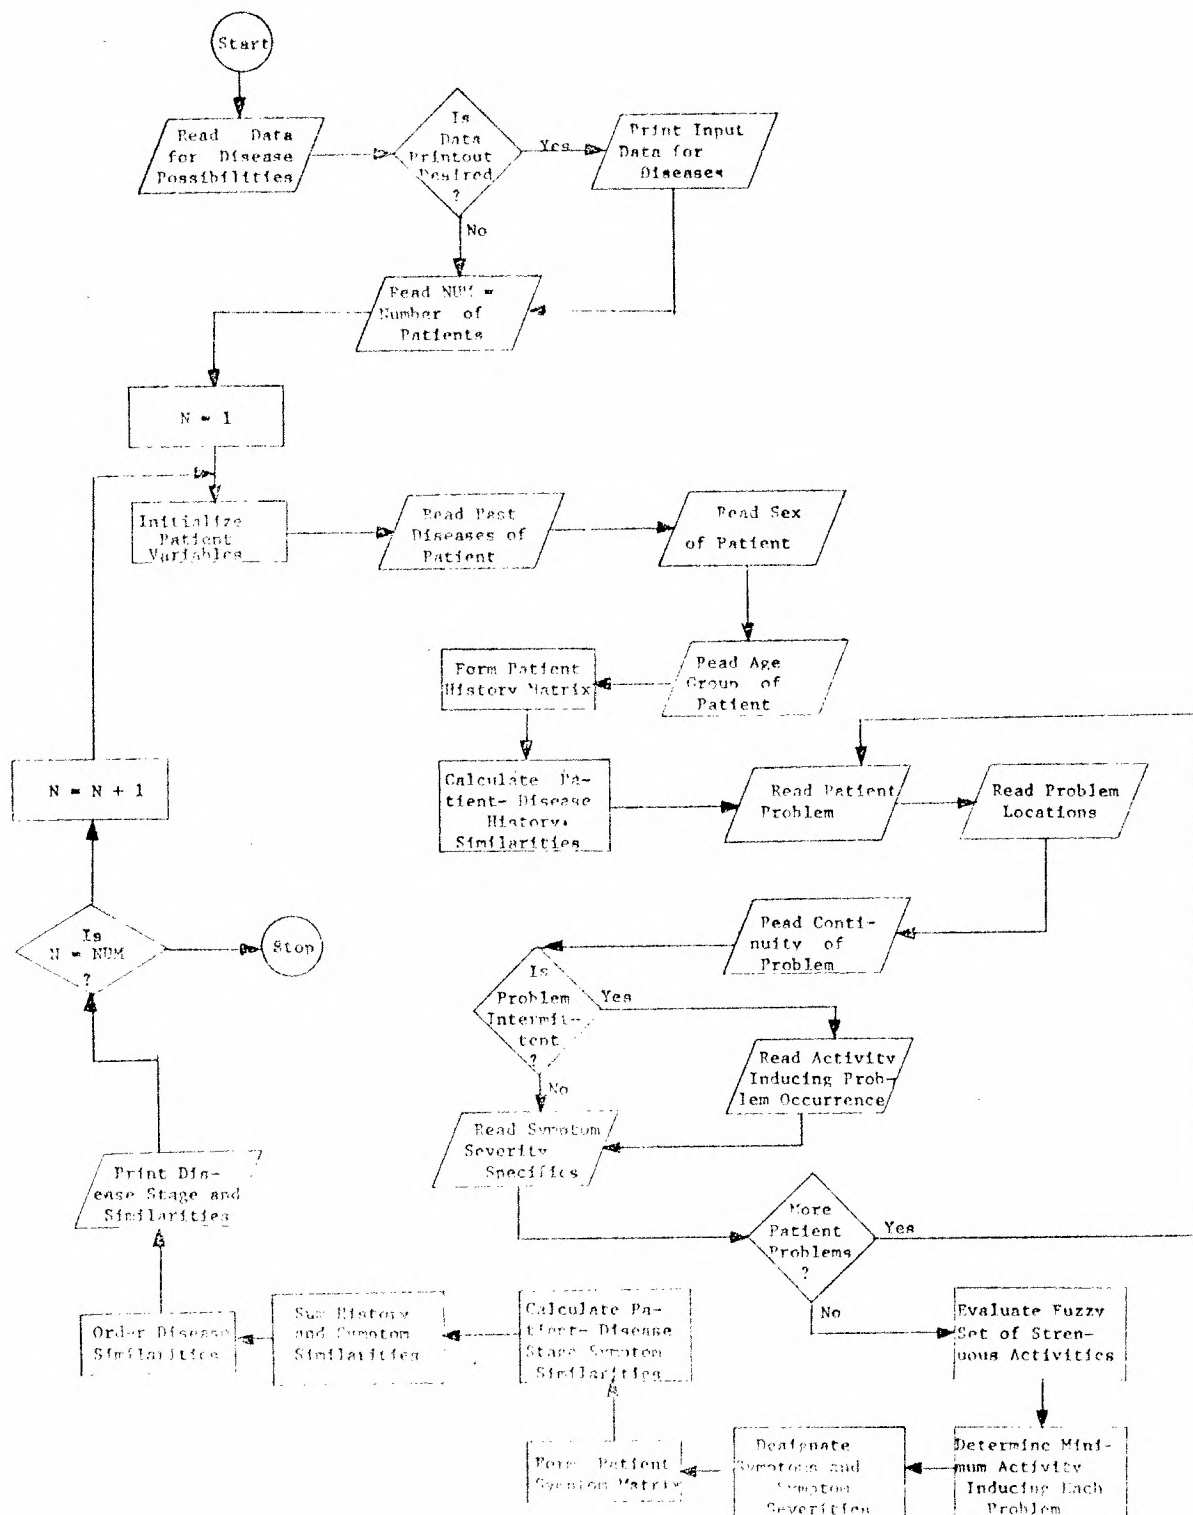 Start
Read Data
for Disease
Possibilities
Is
Data
Printout
Desired
?
Yes
Print Input
Data for
Diseases
No
Read NUM =
Number of
Patients
N = 1
Initialize
Patient
Variables
Read Past
Diseases of
Patient
Read Sex
of Patient
Read Age
Group of
Patient
Form Patient
History Matrix
Calculate Pa-
tient- Disease
History
Similarities
Read Patient
Problem
Read Problem
Locations
Read Conti-
nuity of
Problem
Is
Problem
Intermit-
tent
?
Yes
Read Activity
Inducing Prob-
lem Occurrence
No
Read Symptom
Severity
Specifics
More
Patient
Problems
?
Yes
No
Evaluate Fuzzy
Set of Stren-
uous Activities
Determine Mini-
mum Activity
Inducing Each
Problem
Designate
Symptoms and
Symptom
Severities
Form Patient
Symptom Matrix
Calculate Pa-
tient- Disease
Stage Symptom
Similarities
Sum History
and Symptom
Similarities
Order Disease
Similarities
Print Dis-
ease Stage and
Similarities
Is
N = NUM
?
Stop
N = N + 1